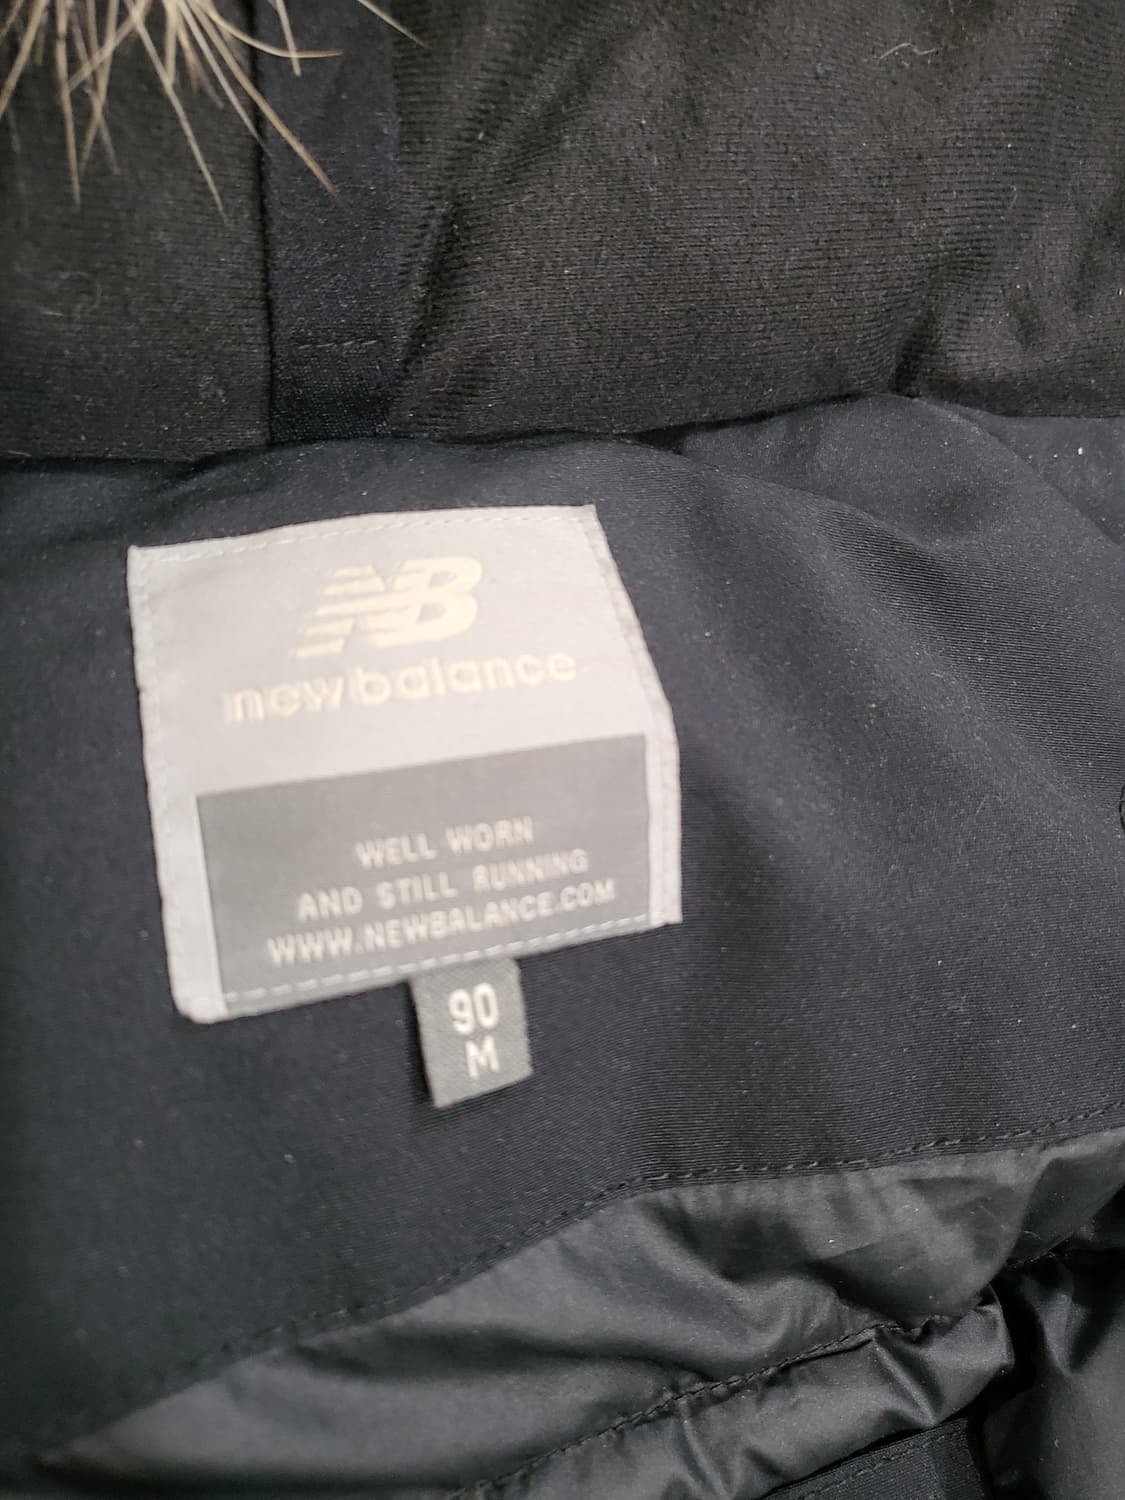 NB
new balance
WELL WORN
AND STILL RUNNING
WWW.NEWBALANCE.COM
90
M